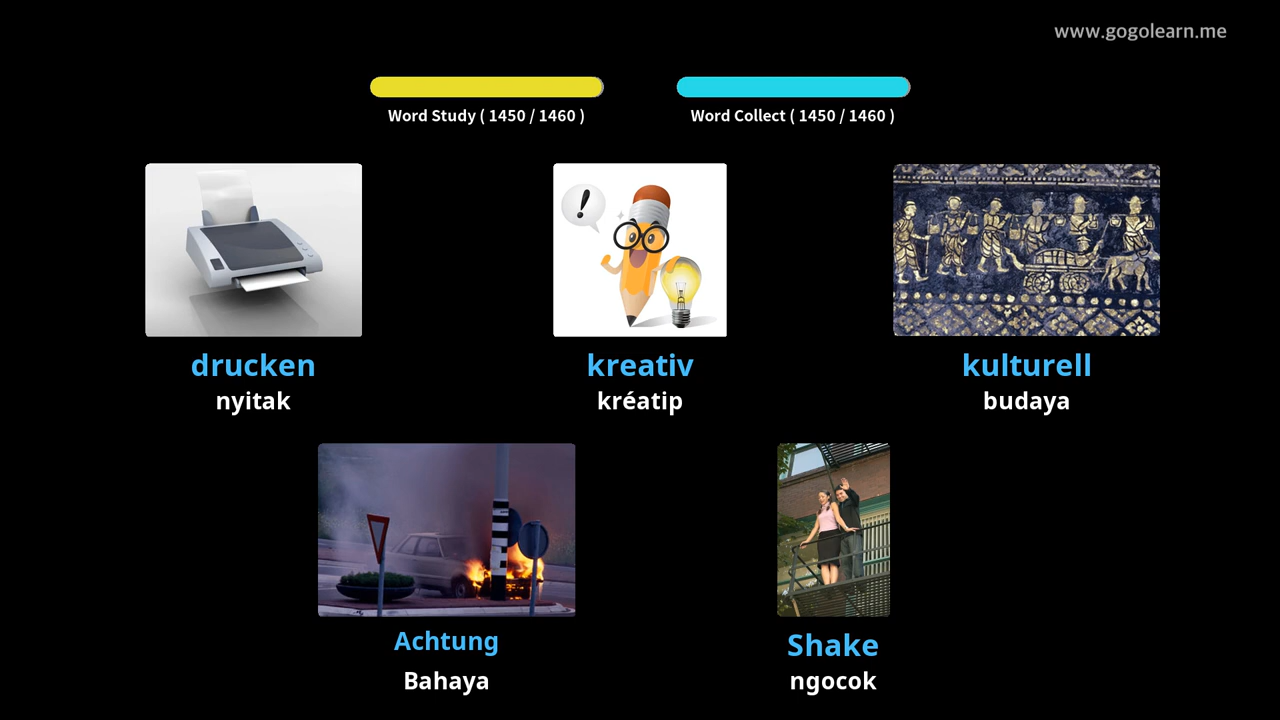 www.gogolearn.me
Word Study ( 1450 / 1460 )
Word Collect ( 1450 / 1460 )
drucken
nyitak
kreativ
kréatip
kulturell
budaya
Achtung
Bahaya
Shake
ngocok